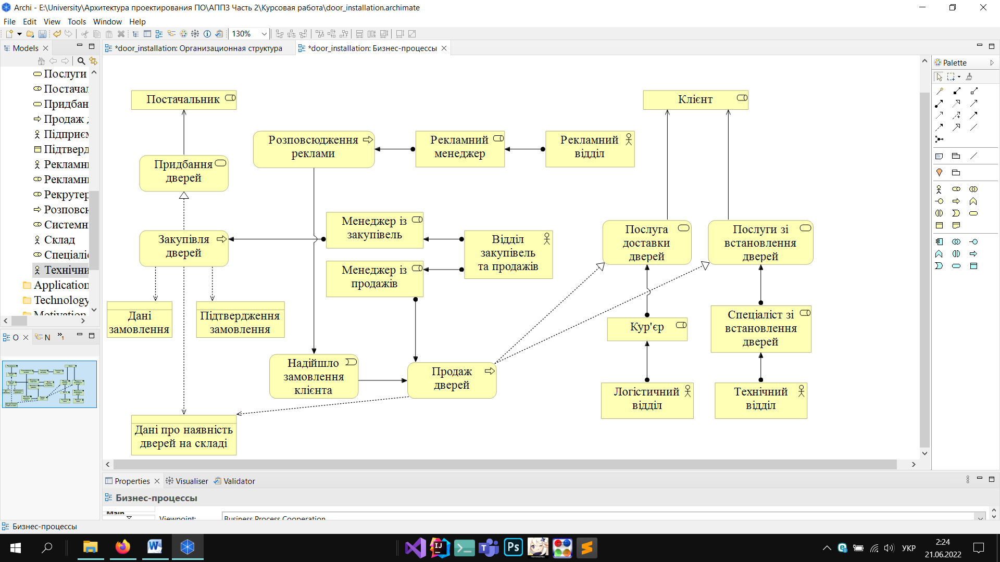 Archi - E:\University\Архитектура проектирования ПО\АППЗ Часть 2\Курсовая работа\door_installation.archimate
File Edit View Tools Window Help
130%
Models
*door_installation: Организационная структура
*door_installation: Бизнес-процессы
Palette
Послуги
Постачал
Придбан
Продаж д
Підприєм
Підтверд
Рекламн
Рекламн
Рекрутер
Розповск
Системн
Склад
Спеціаліс
Технічни
Application
Technology
Motivation
O
N
»1
Постачальник
Клієнт
Розповсюдження
реклами
Рекламний
менеджер
Рекламний
відділ
Придбання
дверей
Менеджер із
закупівель
Відділ
закупівель
та продажів
Послуга
доставки
дверей
Послуги зі
встановлення
дверей
Закупівля
дверей
Менеджер із
продажів
Дані
замовлення
Підтвердження
замовлення
Кур'єр
Спеціаліст зі
встановлення
дверей
Надійшло
замовлення
клієнта
Продаж
дверей
Логістичний
відділ
Технічний
відділ
Дані про наявність
дверей на складі
Properties Visualiser Validator
Бизнес-процессы
Main
Viewpoint: Business Process Cooperation
Бизнес-процессы
УКР
2:24
21.06.2022